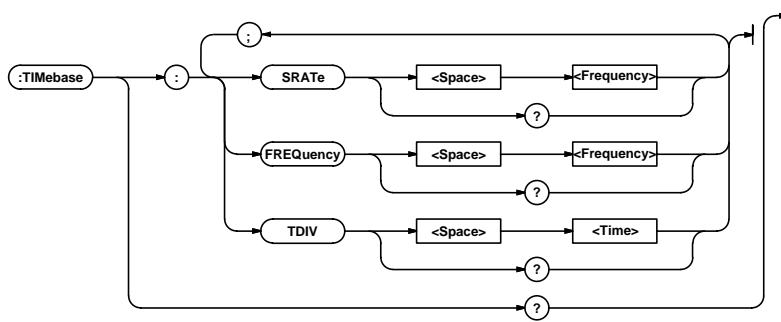 ;
:TIMebase : SRATe <Space> <Frequency>
?
FREQuency <Space> <Frequency>
?
TDIV <Space> <Time>
?
?